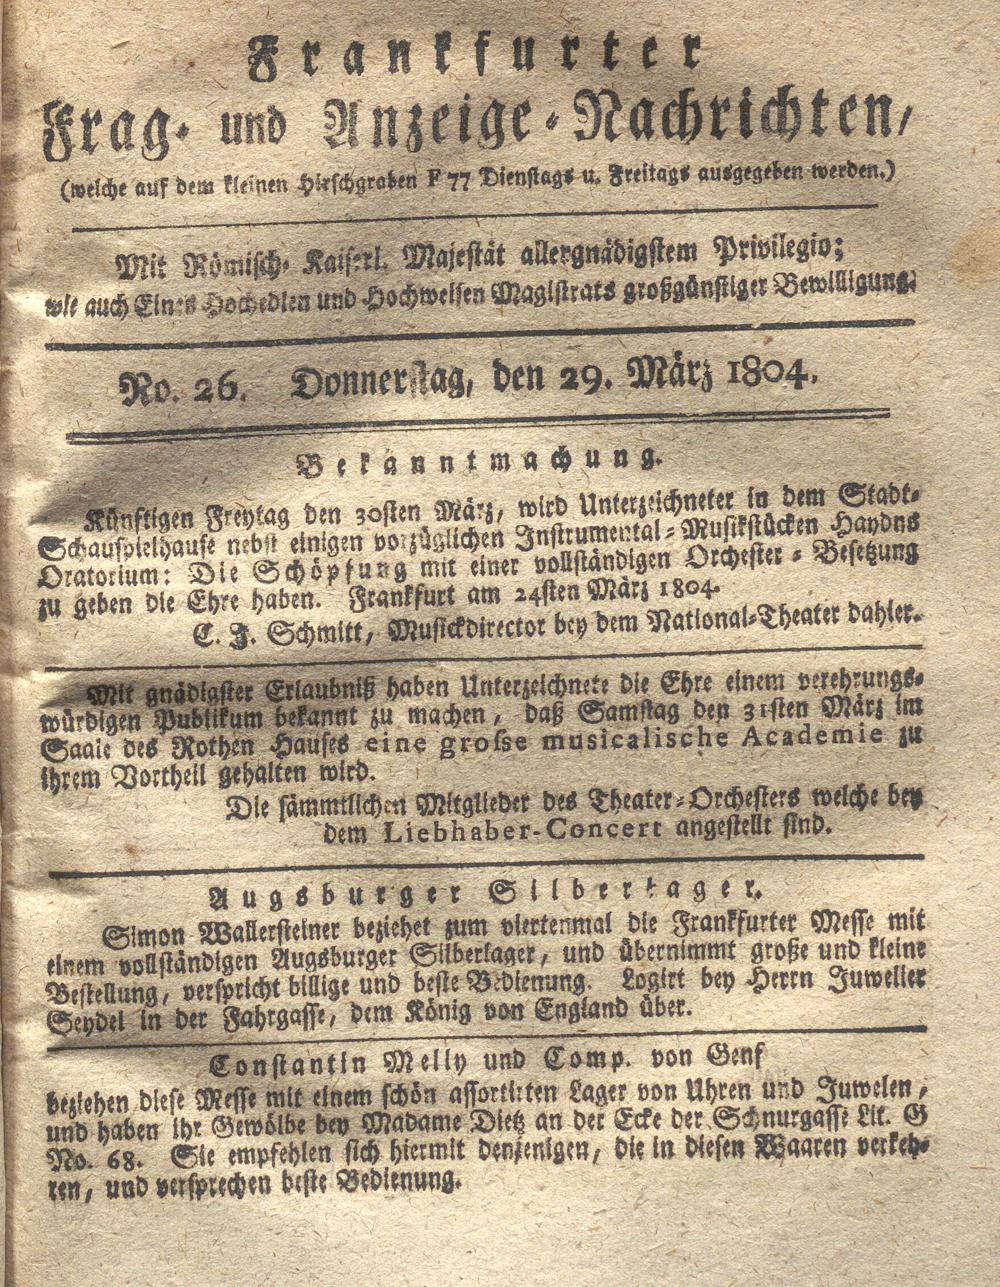 Frankfurter
Frag- und Anzeige-Nachrichten,
(welche auf dem kleinen Hirschgraben F 77 Dienstags u. Freitags ausgegeben werden.)
Mit Römisch- Kaiserl. Majestät allergnädigstem Privilegio;
wie auch Eines Hochedlen und Hochweisen Magistrats großgünstiger Bewilligung.
No. 26. Donnerstag, den 29. März 1804.
Bekanntmachung.
Künftigen Freytag den 30sten März, wird Unterzeichneter in dem Stadt-
Schauspielhause nebst einigen vorzüglichen Instrumental-Musikstücken Haydns
Oratorium: Die Schöpfung mit einer vollständigen Orchester-Besetzung
zu geben die Ehre haben. Frankfurt am 24sten März 1804.
C. J. Schmitt, Musickdirector bey dem National-Theater dahier.
Mit gnädigster Erlaubniß haben Unterzeichnete die Ehre einem verehrungs-
würdigen Publikum bekannt zu machen, daß Samstag den 31sten März im
Saale des Rothen Hauses eine grosse musicalische Academie zu
ihrem Vortheil gehalten wird.
Die sämmtlichen Mitglieder des Theater-Orchesters welche bey
dem Liebhaber-Concert angestellt sind.
Augsburger Silberlager.
Simon Wallersteiner beziehet zum viertenmal die Frankfurter Messe mit
einem vollständigen Augsburger Silberlager, und übernimmt große und kleine
Bestellung, verspricht billige und beste Bedienung. Logirt bey Herrn Juwelier
Seydel in der Fahrgasse, dem König von England über.
Constantin Melly und Comp. von Genf
beziehen diese Messe mit einem schön assortirten Lager von Uhren und Juwelen,
und haben ihr Gewölbe bey Madame Dietz an der Ecke der Schnurgasse Lit. G
No. 68. Sie empfehlen sich hiermit denjenigen, die in diesen Waaren verkeh-
ren, und versprechen beste Bedienung.